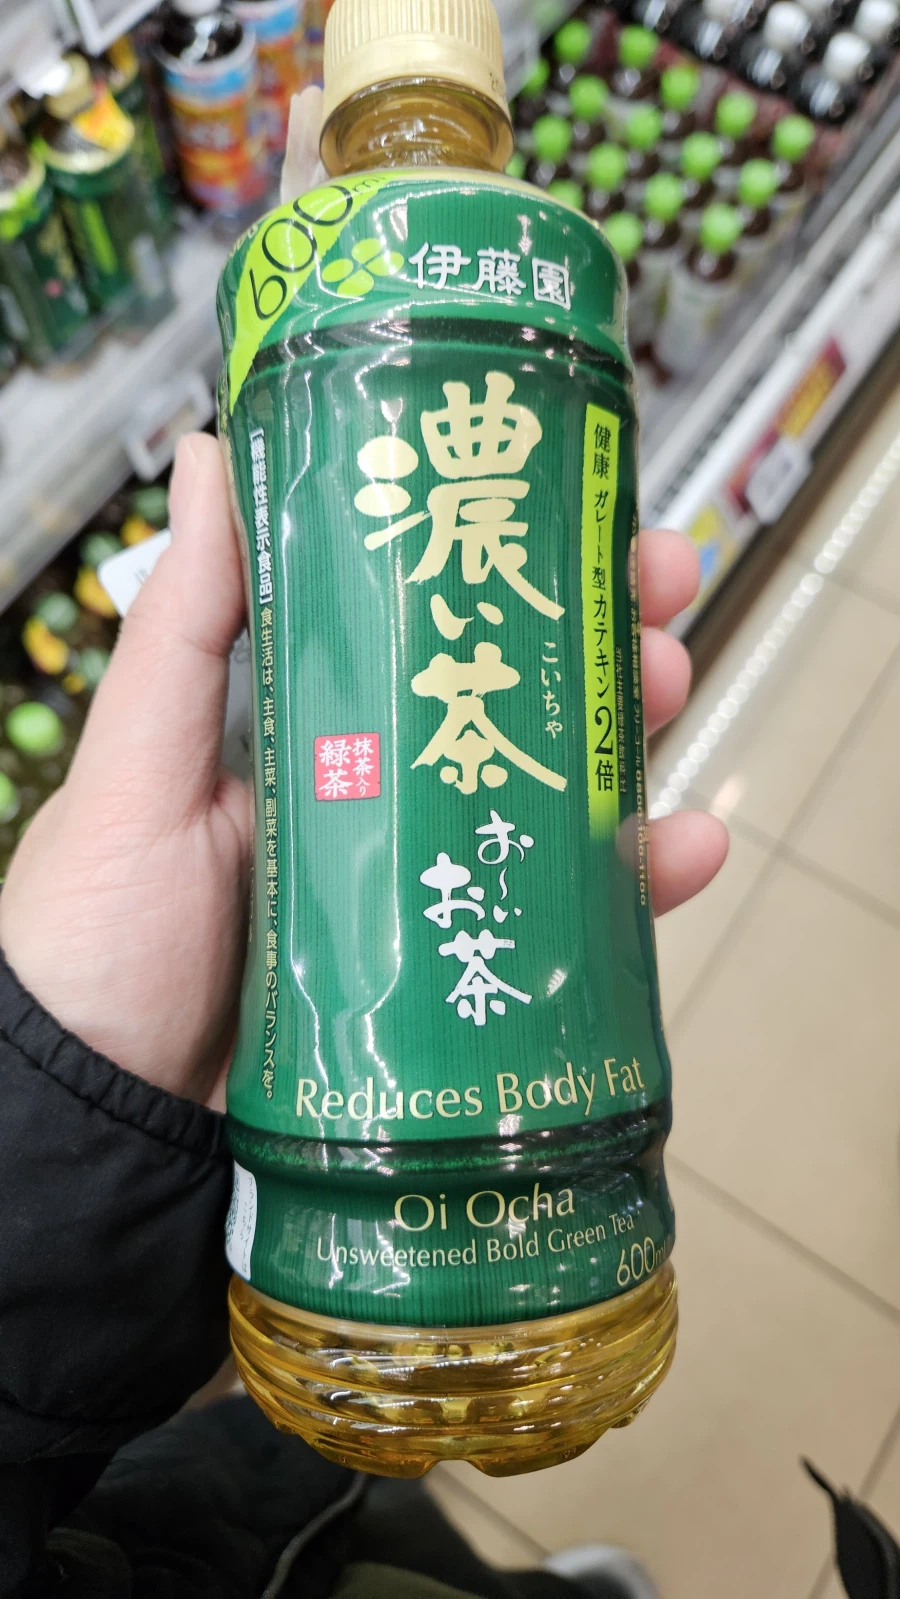 600ml
伊藤園
健康 ガレート型カテキン2倍
濃い茶
こいちゃ
抹茶入り
緑茶
お~いお茶
[機能性表示食品]食生活は、主食、主菜、副菜を基本に、食事のバランスを。
Reduces Body Fat
Oi Ocha
Unsweetened Bold Green Tea
600ml